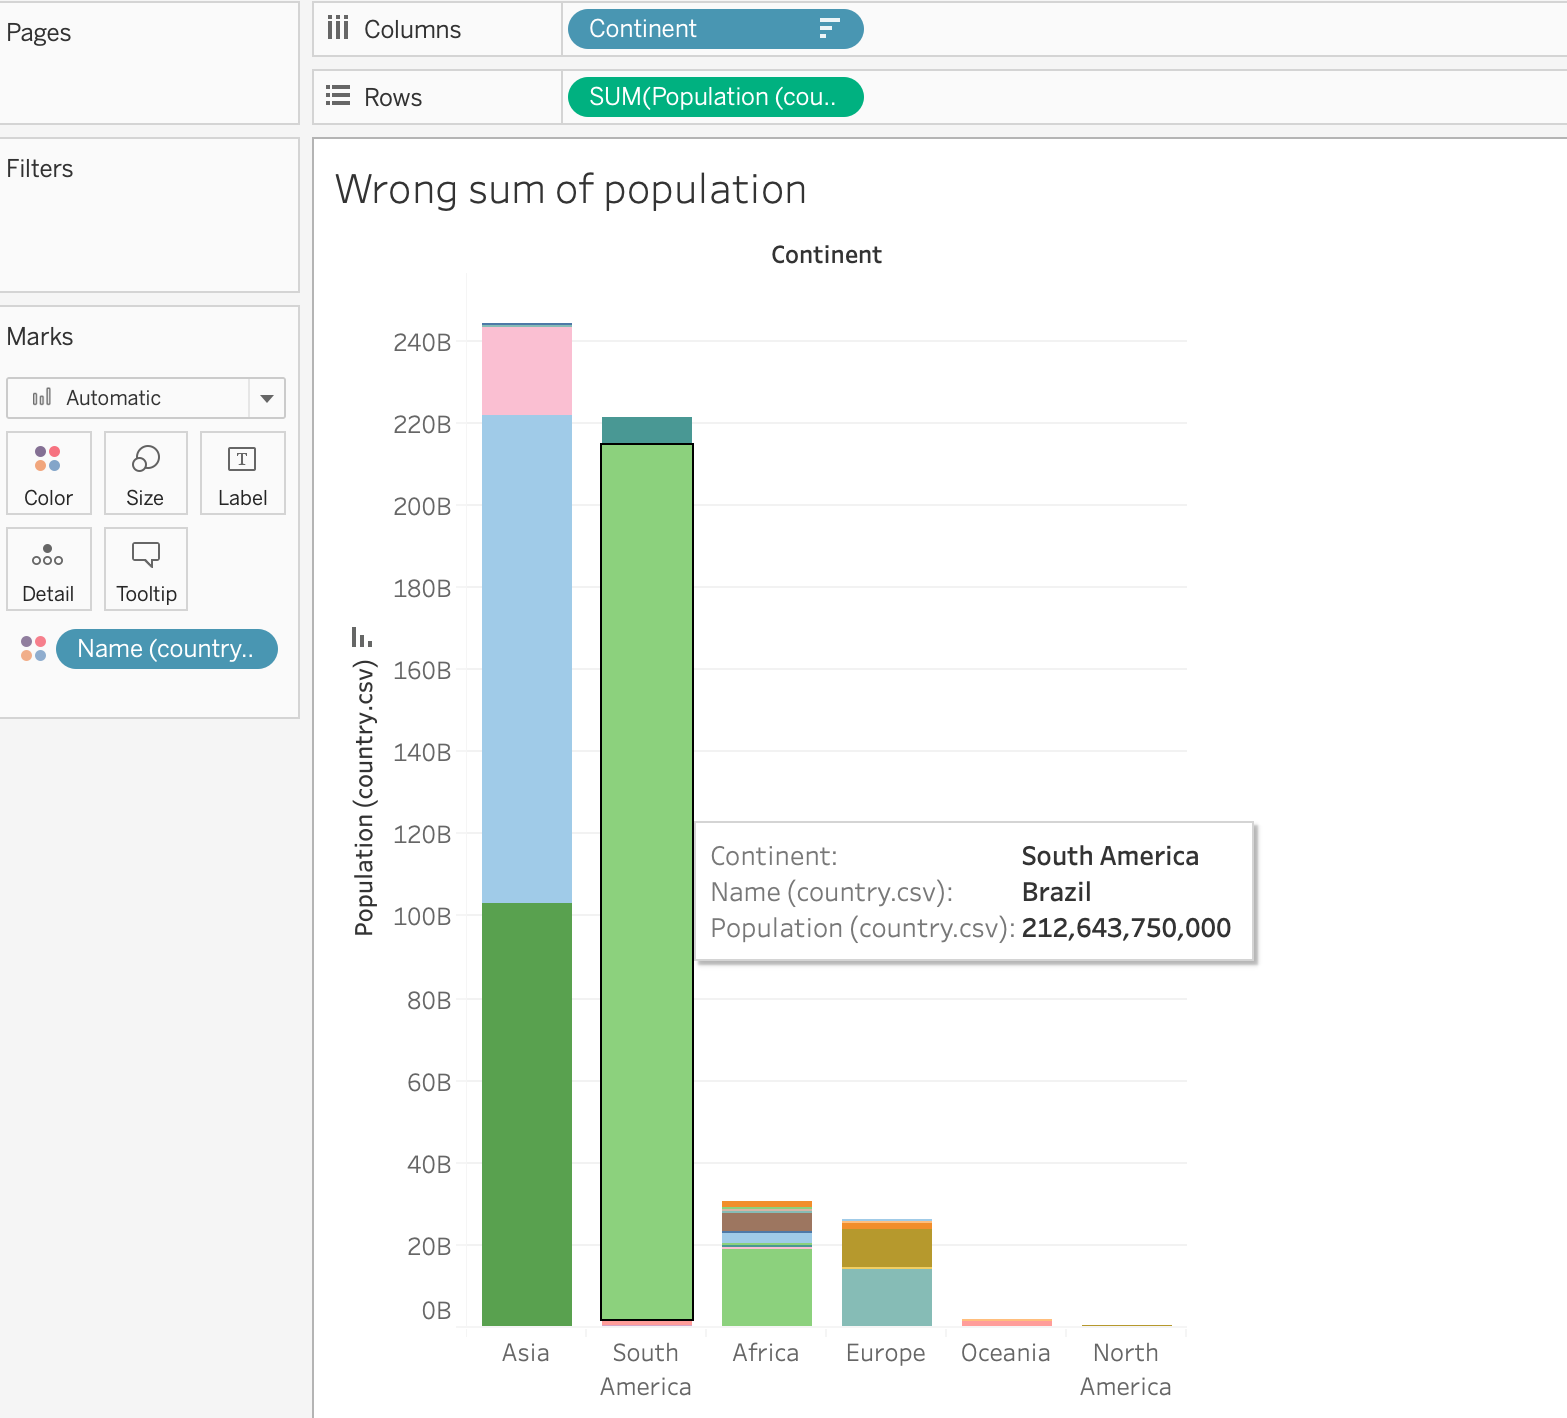 Pages
Columns
Continent
Rows
SUM(Population (cou..
Filters
Marks
Automatic
Color
Size
T
Label
Detail
Tooltip
Name (country..
Wrong sum of population
Continent
Population (country.csv)
240B
220B
200B
180B
160B
140B
120B
100B
80B
60B
40B
20B
0B
Continent: South America
Name (country.csv): Brazil
Population (country.csv): 212,643,750,000
Asia
South
America
Africa
Europe
Oceania
North
America